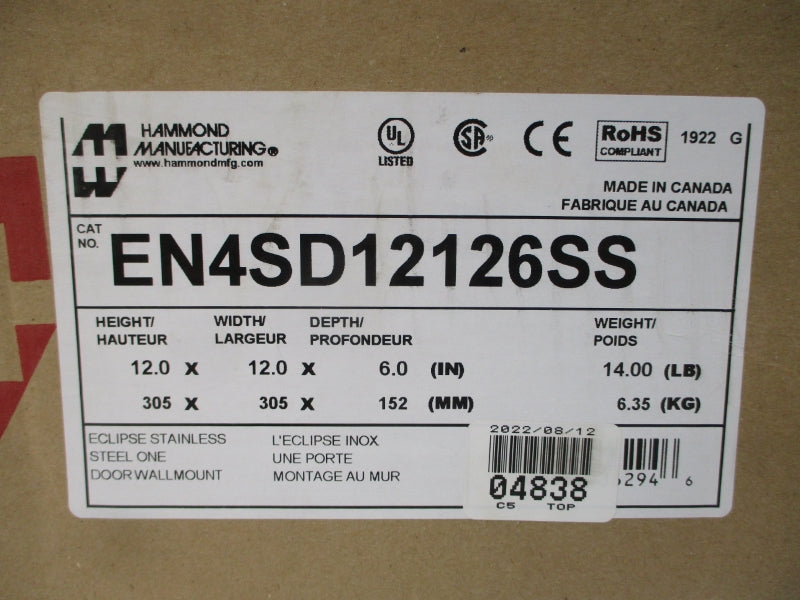 HAMMOND
MANUFACTURING®
www.hammondmfg.com
UL
LISTED
SA
CE
RoHS
COMPLIANT
1922 G
MADE IN CANADA
FABRIQUE AU CANADA
CAT
NO.
EN4SD12126SS
HEIGHT/ WIDTH/ DEPTH/ WEIGHT/
HAUTEUR LARGEUR PROFONDEUR POIDS
12.0 X 12.0 X 6.0 (IN) 14.00 (LB)
305 X 305 X 152 (MM) 6.35 (KG)
ECLIPSE STAINLESS
STEEL ONE
DOOR WALLMOUNT
L'ECLIPSE INOX
UNE PORTE
MONTAGE AU MUR
2022/08/12
04838
C5 TOP
6294 6